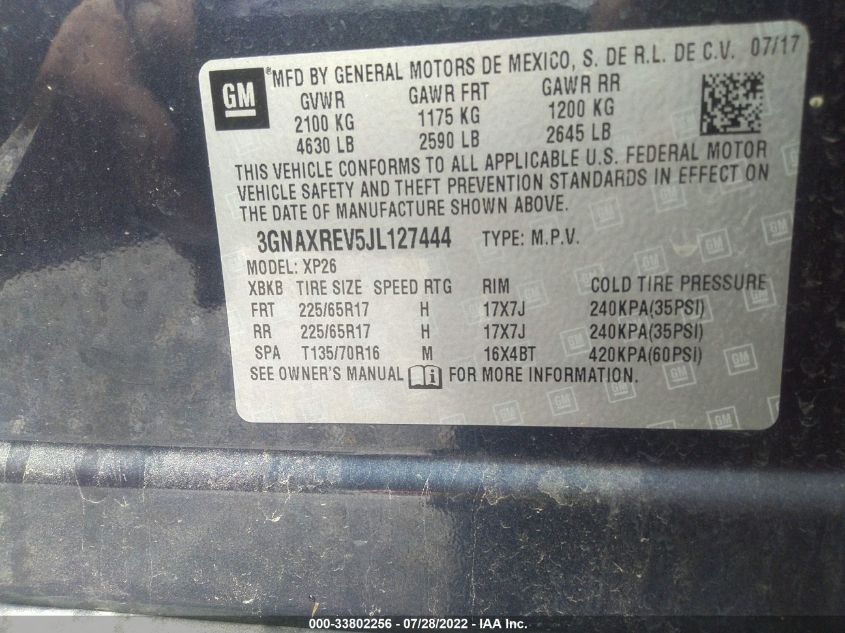 GM ® MFD BY GENERAL MOTORS DE MEXICO, S. DE R.L. DE C.V. 07/17
GVWR GAWR FRT GAWR RR
2100 KG 1175 KG 1200 KG
4630 LB 2590 LB 2645 LB
THIS VEHICLE CONFORMS TO ALL APPLICABLE U.S. FEDERAL MOTOR
VEHICLE SAFETY AND THEFT PREVENTION STANDARDS IN EFFECT ON
THE DATE OF MANUFACTURE SHOWN ABOVE.
3GNAXREV5JL127444 TYPE: M.P.V.
MODEL: XP26
XBKB TIRE SIZE SPEED RTG RIM COLD TIRE PRESSURE
FRT 225/65R17 H 17X7J 240KPA(35PSI)
RR 225/65R17 H 17X7J 240KPA(35PSI)
SPA T135/70R16 M 16X4BT 420KPA(60PSI)
SEE OWNER'S MANUAL FOR MORE INFORMATION.
000-33802256 - 07/28/2022 - IAA Inc.